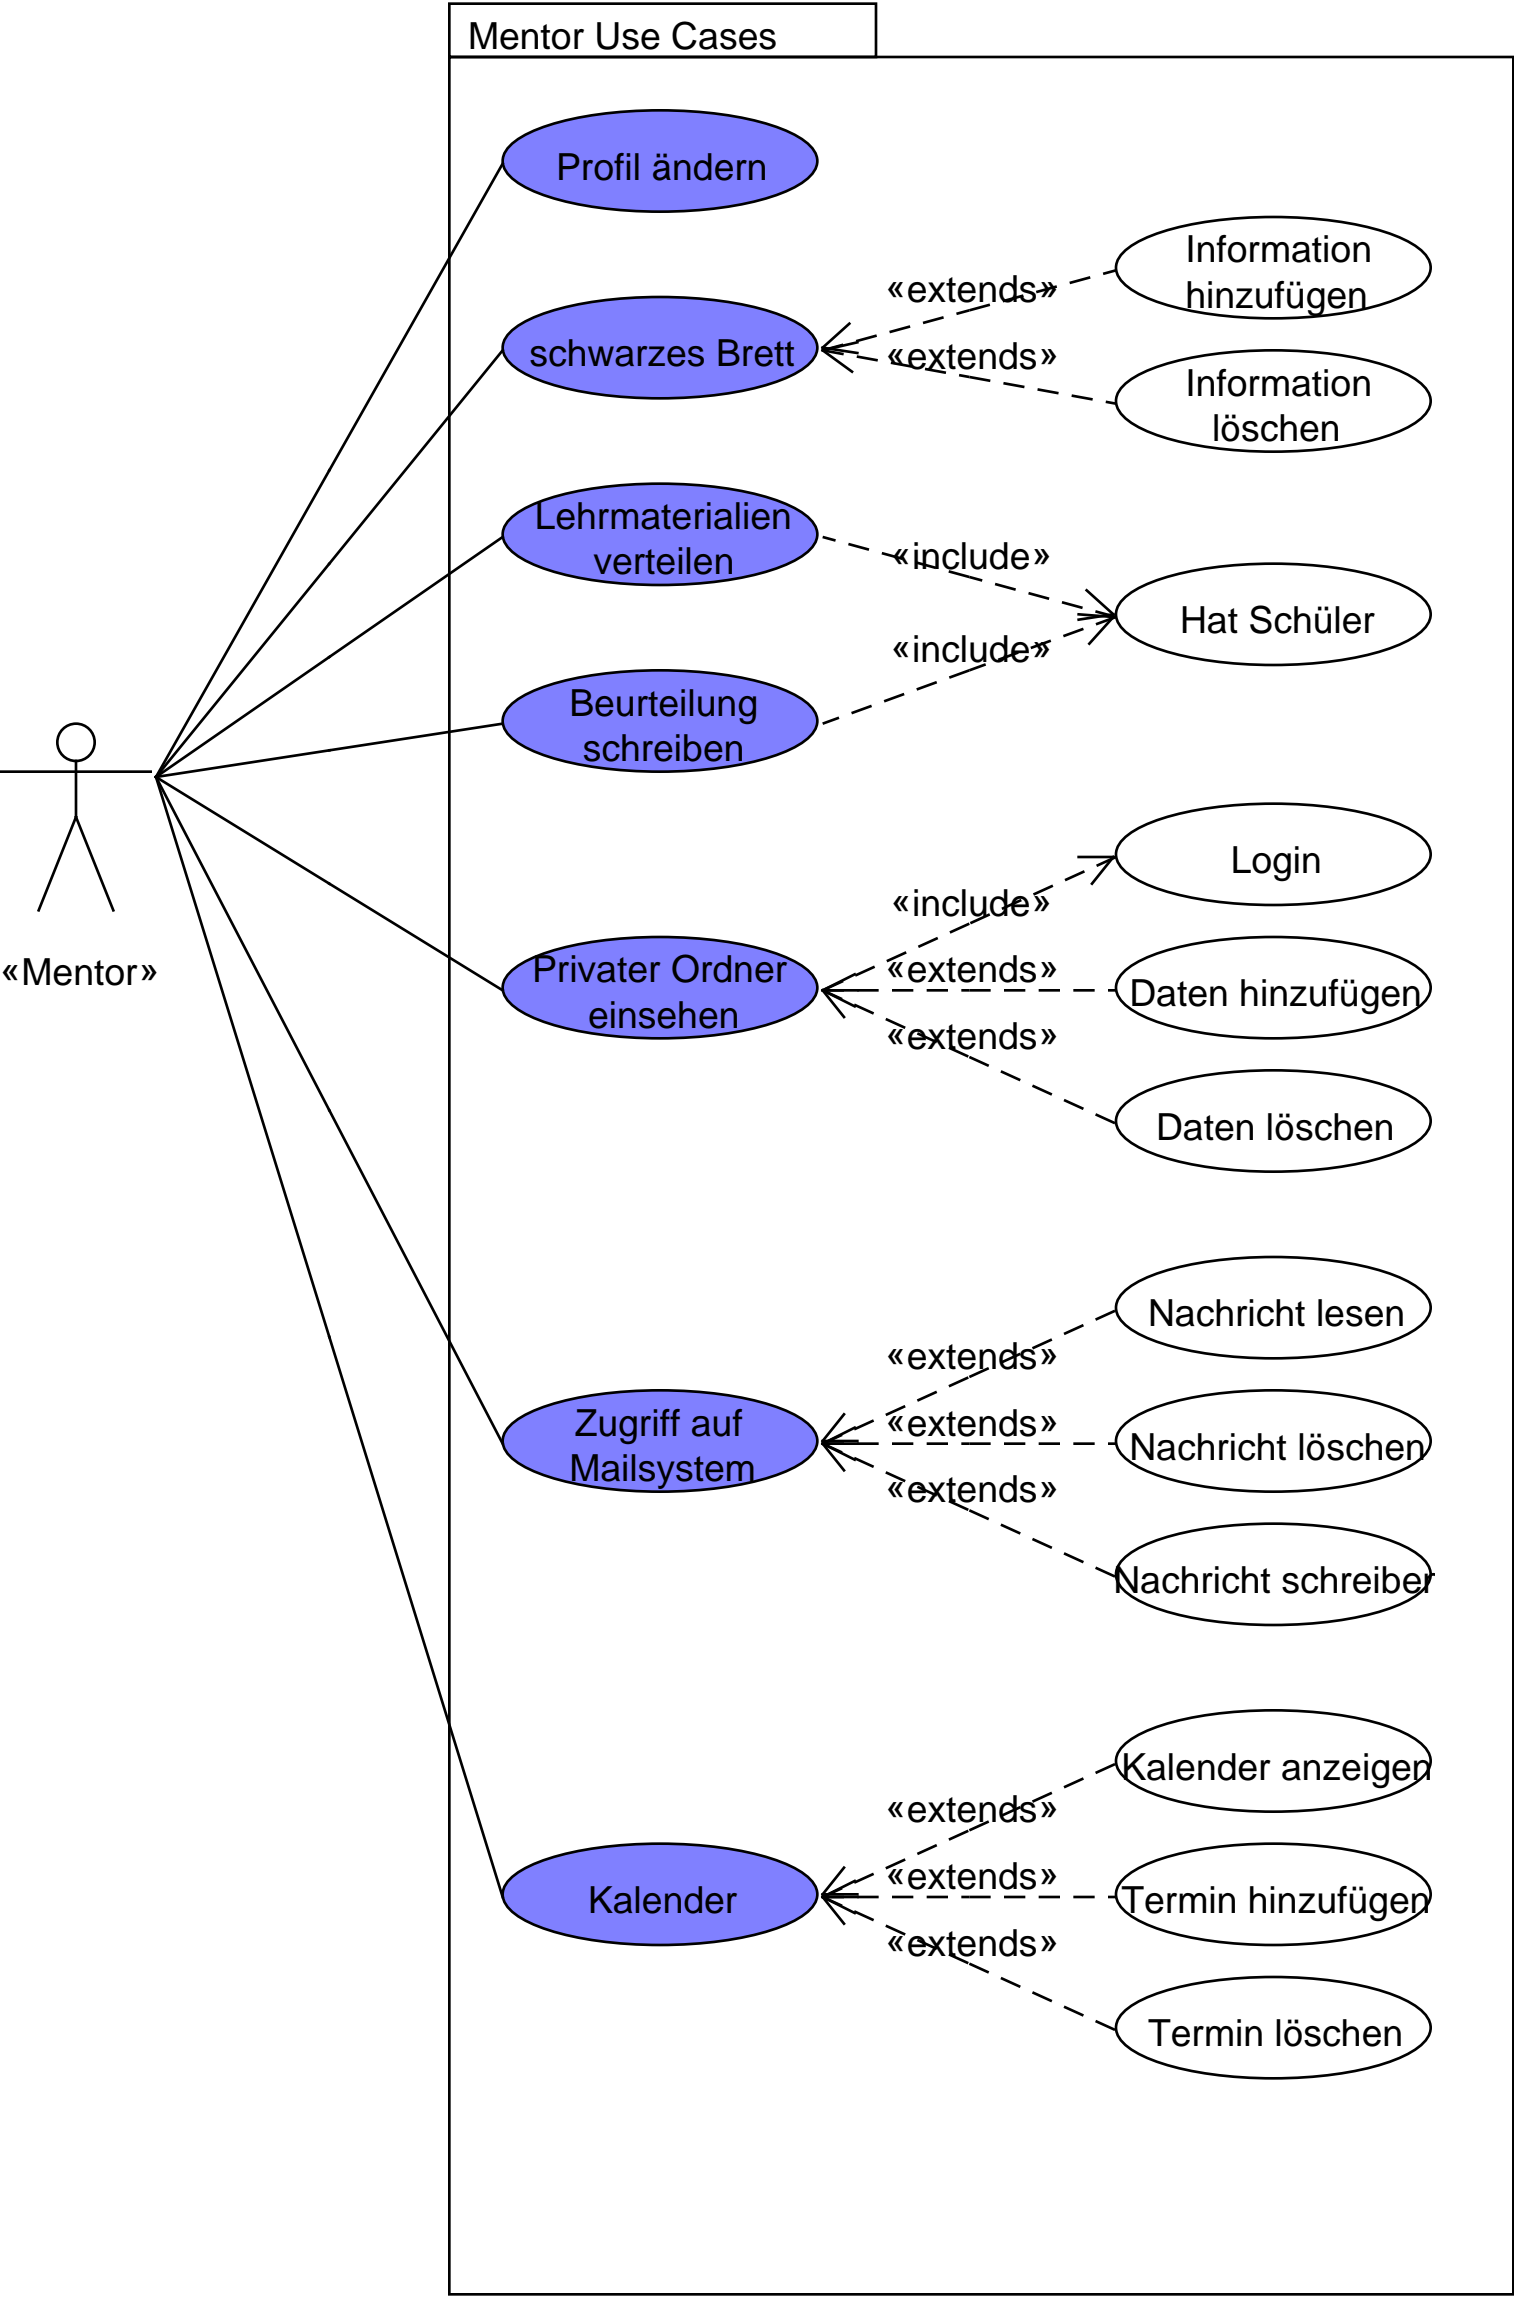 Mentor Use Cases
Profil ändern
Information
hinzufügen
«extends»
schwarzes Brett
«extends»
Information
löschen
Lehrmaterialien
verteilen
«include»
Hat Schüler
«include»
Beurteilung
schreiben
«Mentor»
Login
«include»
Privater Ordner
einsehen
«extends»
Daten hinzufügen
«extends»
Daten löschen
Nachricht lesen
«extends»
Zugriff auf
Mailsystem
«extends»
Nachricht löschen
«extends»
Nachricht schreiber
Kalender anzeigen
«extends»
Kalender
«extends»
Termin hinzufügen
«extends»
Termin löschen